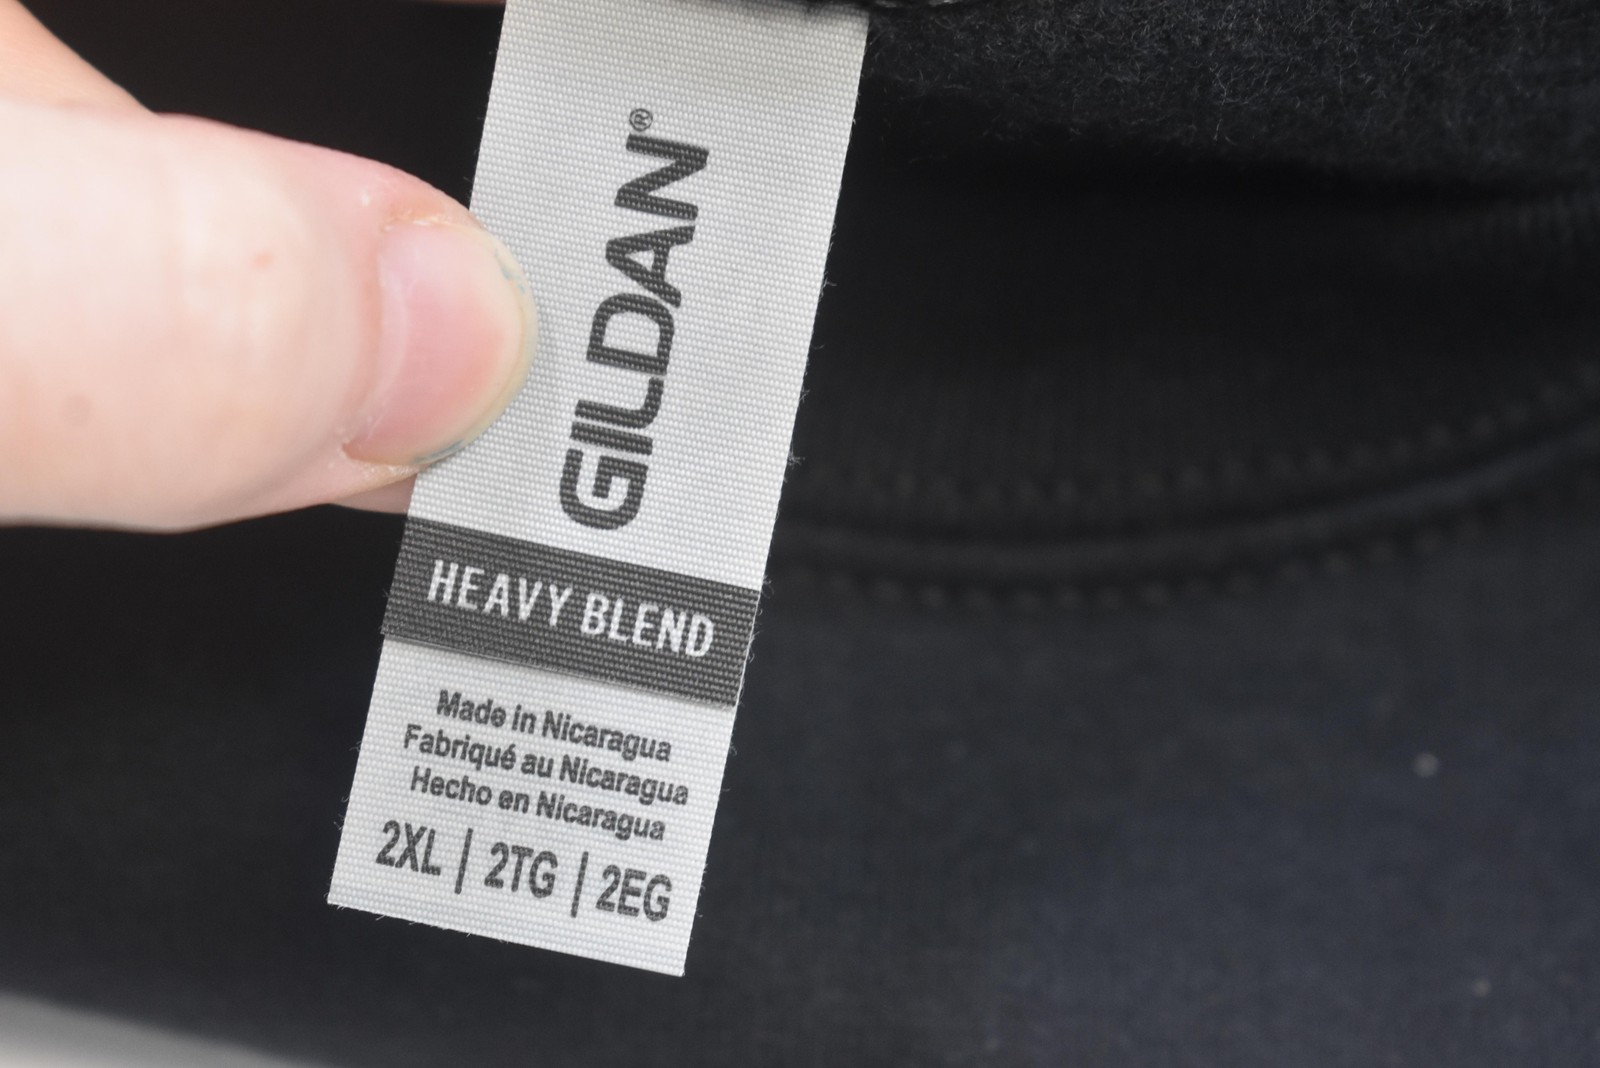 GILDAN®
HEAVY BLEND
Made in Nicaragua
Fabriqué au Nicaragua
Hecho en Nicaragua
2XL | 2TG | 2EG